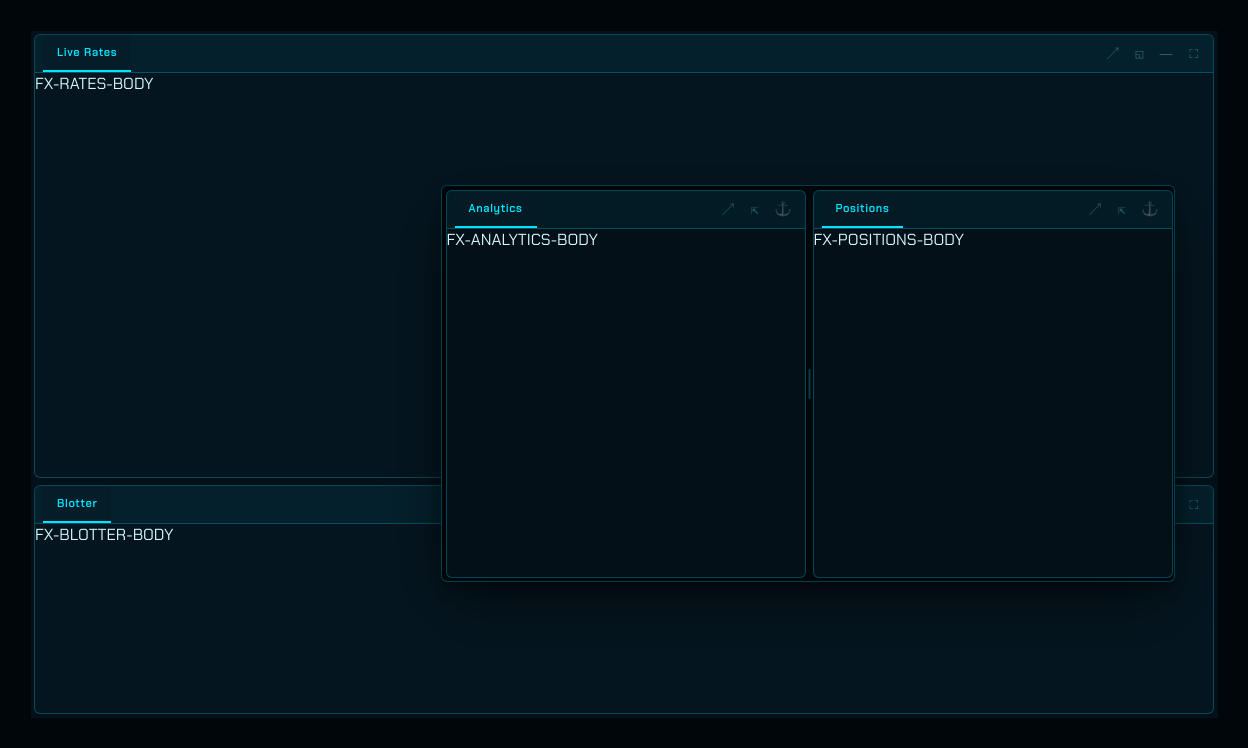 Live Rates
FX-RATES-BODY
Analytics
FX-ANALYTICS-BODY
Positions
FX-POSITIONS-BODY
Blotter
FX-BLOTTER-BODY